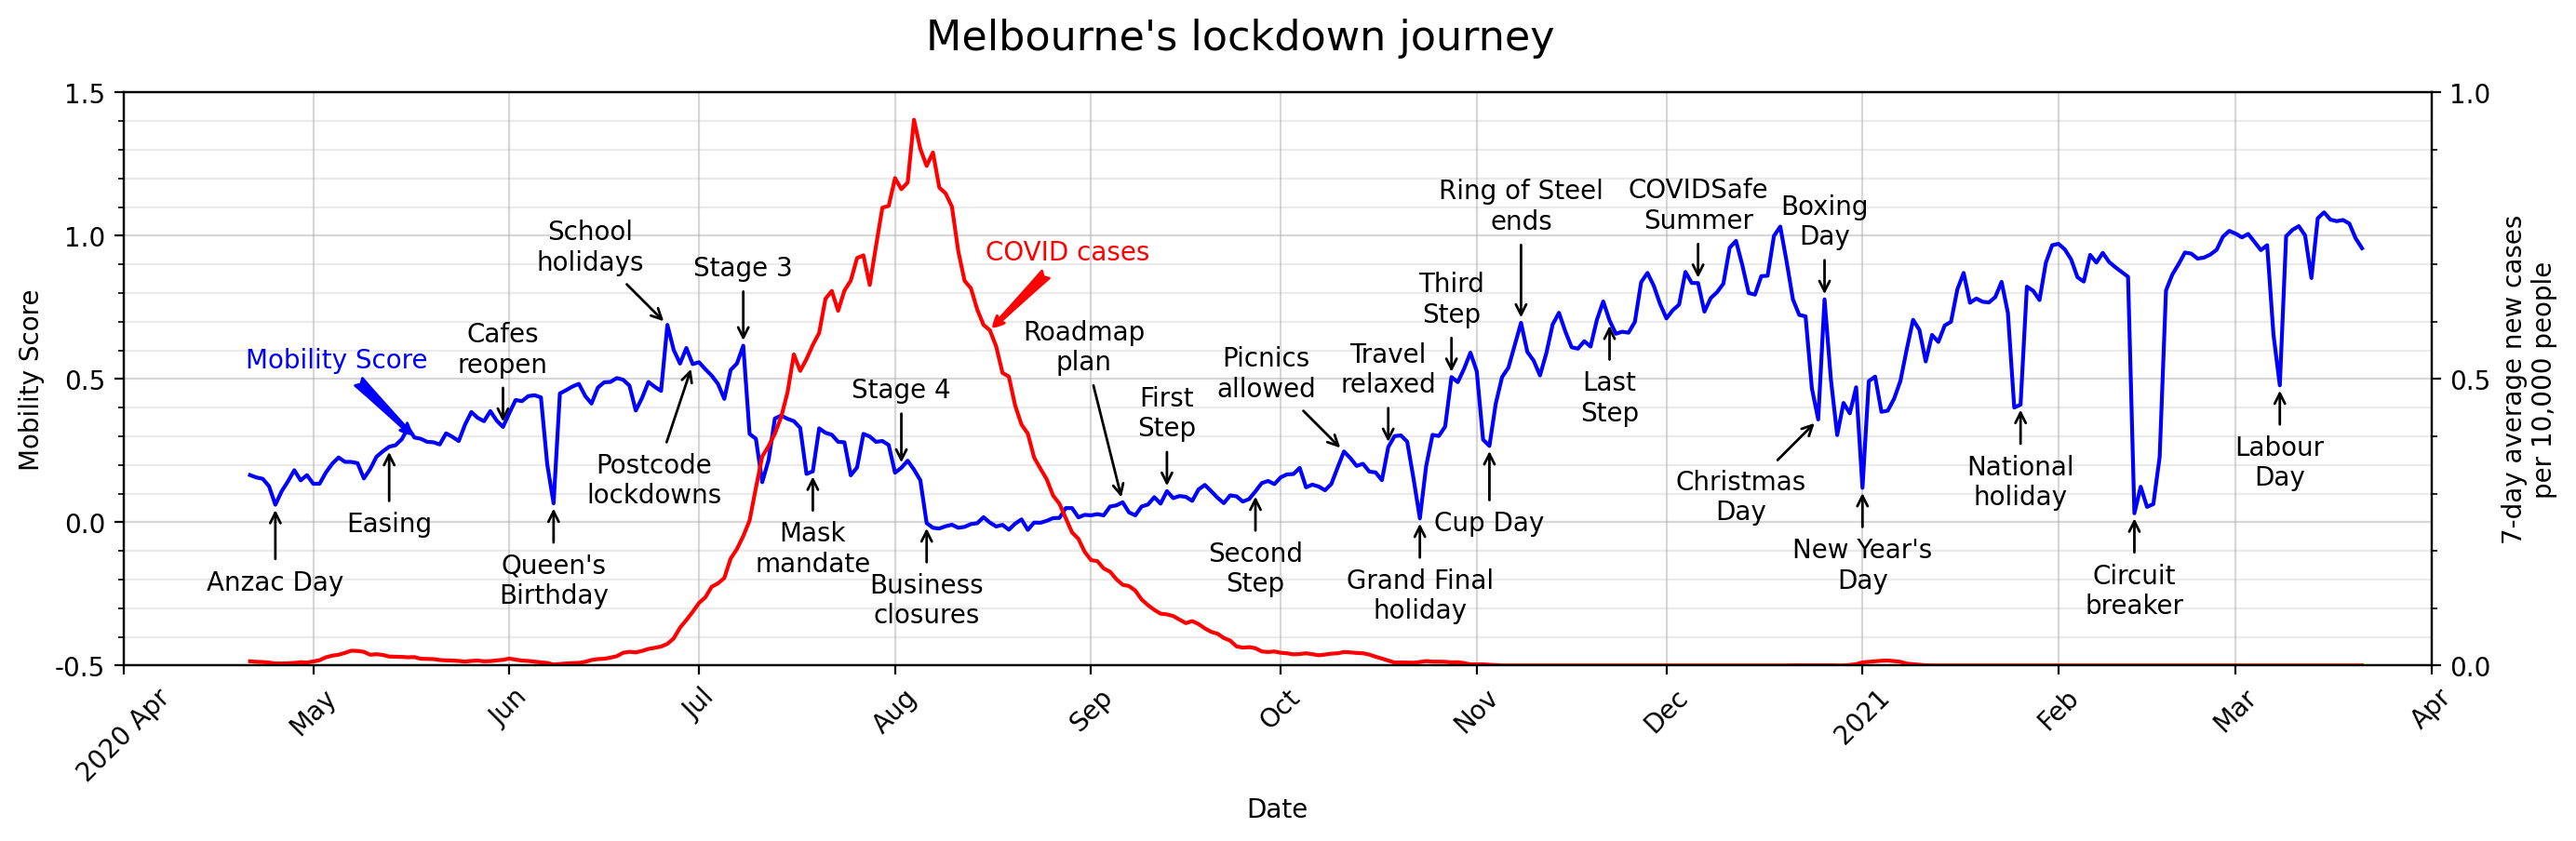 Melbourne's lockdown journey
1.5
1.0
0.5
0.0
-0.5
Mobility Score
1.0
0.5
0.0
7-day average new cases
per 10,000 people
Mobility Score
COVID cases
Anzac Day
Easing
Cafes
reopen
Queen's
Birthday
School
holidays
Postcode
lockdowns
Stage 3
Mask
mandate
Stage 4
Business
closures
Roadmap
plan
First
Step
Second
Step
Picnics
allowed
Travel
relaxed
Grand Final
holiday
Third
Step
Cup Day
Ring of Steel
ends
Last
Step
COVIDSafe
Summer
Christmas
Day
Boxing
Day
New Year's
Day
National
holiday
Circuit
breaker
Labour
Day
2020 Apr
May
Jun
Jul
Aug
Sep
Oct
Nov
Dec
2021
Feb
Mar
Apr
Date